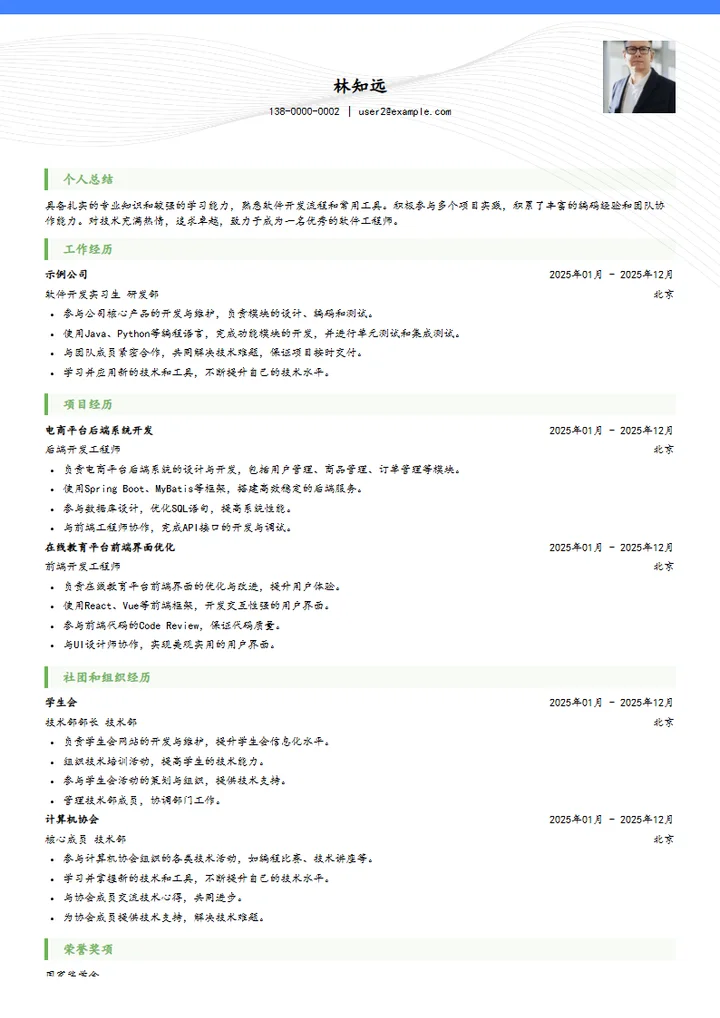 林知远
138-0000-0002 | user2@example.com
个人总结
具备扎实的专业知识和较强的学习能力，熟悉软件开发流程和常用工具。积极参与多个项目实践，积累了丰富的编码经验和团队协
作能力。对技术充满热情，追求卓越，致力于成为一名优秀的软件工程师。
工作经历
示例公司 2025年01月 - 2025年12月
软件开发实习生 研发部 北京
• 参与公司核心产品的开发与维护，负责模块的设计、编码和测试。
• 使用Java、Python等编程语言，完成功能模块的开发，并进行单元测试和集成测试。
• 与团队成员紧密合作，共同解决技术难题，保证项目按时交付。
• 学习并应用新的技术和工具，不断提升自己的技术水平。
项目经历
电商平台后端系统开发 2025年01月 - 2025年12月
后端开发工程师 北京
• 负责电商平台后端系统的设计与开发，包括用户管理、商品管理、订单管理等模块。
• 使用Spring Boot、MyBatis等框架，搭建高效稳定的后端服务。
• 参与数据库设计，优化SQL语句，提高系统性能。
• 与前端工程师协作，完成API接口的开发与调试。
在线教育平台前端界面优化 2025年01月 - 2025年12月
前端开发工程师 北京
• 负责在线教育平台前端界面的优化与改进，提升用户体验。
• 使用React、Vue等前端框架，开发交互性强的用户界面。
• 参与前端代码的Code Review，保证代码质量。
• 与UI设计师协作，实现美观实用的用户界面。
社团和组织经历
学生会 2025年01月 - 2025年12月
技术部部长 技术部 北京
• 负责学生会网站的开发与维护，提升学生会信息化水平。
• 组织技术培训活动，提高学生的技术能力。
• 参与学生会活动的策划与组织，提供技术支持。
• 管理技术部成员，协调部门工作。
计算机协会 2025年01月 - 2025年12月
核心成员 技术部 北京
• 参与计算机协会组织的各类技术活动，如编程比赛、技术讲座等。
• 学习并掌握新的技术和工具，不断提升自己的技术水平。
• 与协会成员交流技术心得，共同进步。
• 为协会成员提供技术支持，解决技术难题。
荣誉奖项